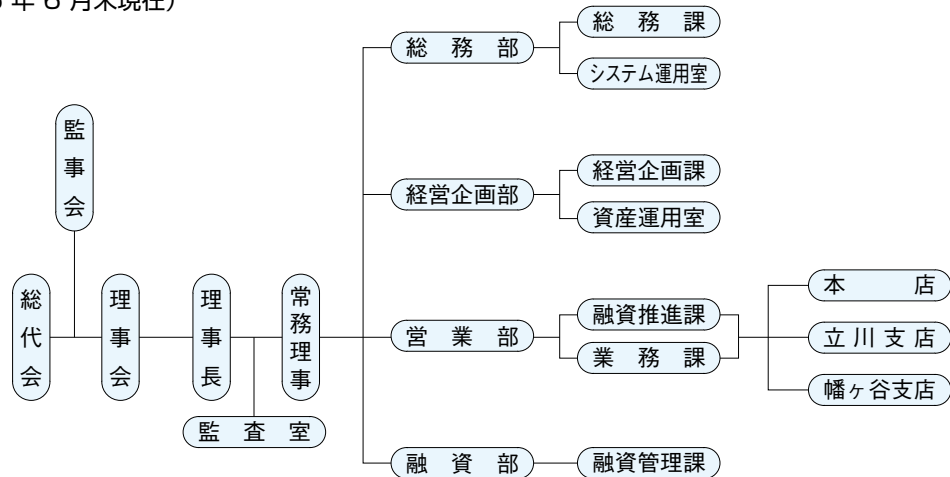 年 6 月末現在）
監事会
総代会
理事会
理事長
監査室
常務理事
総務部
総務課
システム運用室
経営企画部
経営企画課
資産運用室
営業部
融資推進課
業務課
本店
立川支店
幡ヶ谷支店
融資部
融資管理課